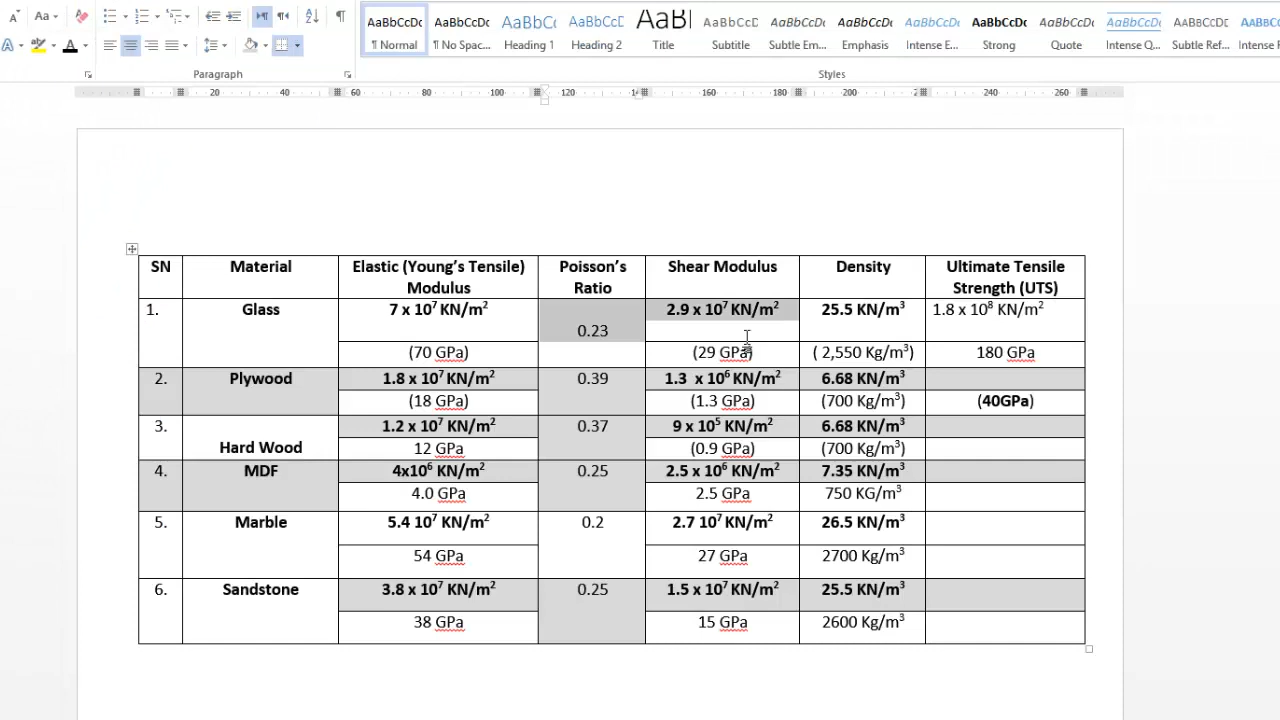 Aa
AaBbCcDc AaBbCcDc AaBbCc AaBbCcC AaBl AaBbCcD AaBbCcDc AaBbCcDc AaBbCcDc AaBbCcDc AaBbCcDc AaBbCcDc AaBbCcDc AaBbCc
¶ Normal ¶ No Spac... Heading 1 Heading 2 Title Subtitle Subtle Em... Emphasis Intense E... Strong Quote Intense Q... Subtle Ref... Intense R
Paragraph Styles
20 40 60 80 100 120 160 180 200 240 260
SN Material Elastic (Young's Tensile) Modulus Poisson's Ratio Shear Modulus Density Ultimate Tensile Strength (UTS)
1. Glass 7 x 10⁷ KN/m² 0.23 2.9 x 10⁷ KN/m² 25.5 KN/m³ 1.8 x 10⁸ KN/m²
(70 GPa) (29 GPa) ( 2,550 Kg/m³) 180 GPa
2. Plywood 1.8 x 10⁷ KN/m² 0.39 1.3 x 10⁶ KN/m² 6.68 KN/m³
(18 GPa) (1.3 GPa) (700 Kg/m³) (40GPa)
3. Hard Wood 1.2 x 10⁷ KN/m² 0.37 9 x 10⁵ KN/m² 6.68 KN/m³
12 GPa (0.9 GPa) (700 Kg/m³)
4. MDF 4x10⁶ KN/m² 0.25 2.5 x 10⁶ KN/m² 7.35 KN/m³
4.0 GPa 2.5 GPa 750 KG/m³
5. Marble 5.4 10⁷ KN/m² 0.2 2.7 10⁷ KN/m² 26.5 KN/m³
54 GPa 27 GPa 2700 Kg/m³
6. Sandstone 3.8 x 10⁷ KN/m² 0.25 1.5 x 10⁷ KN/m² 25.5 KN/m³
38 GPa 15 GPa 2600 Kg/m³